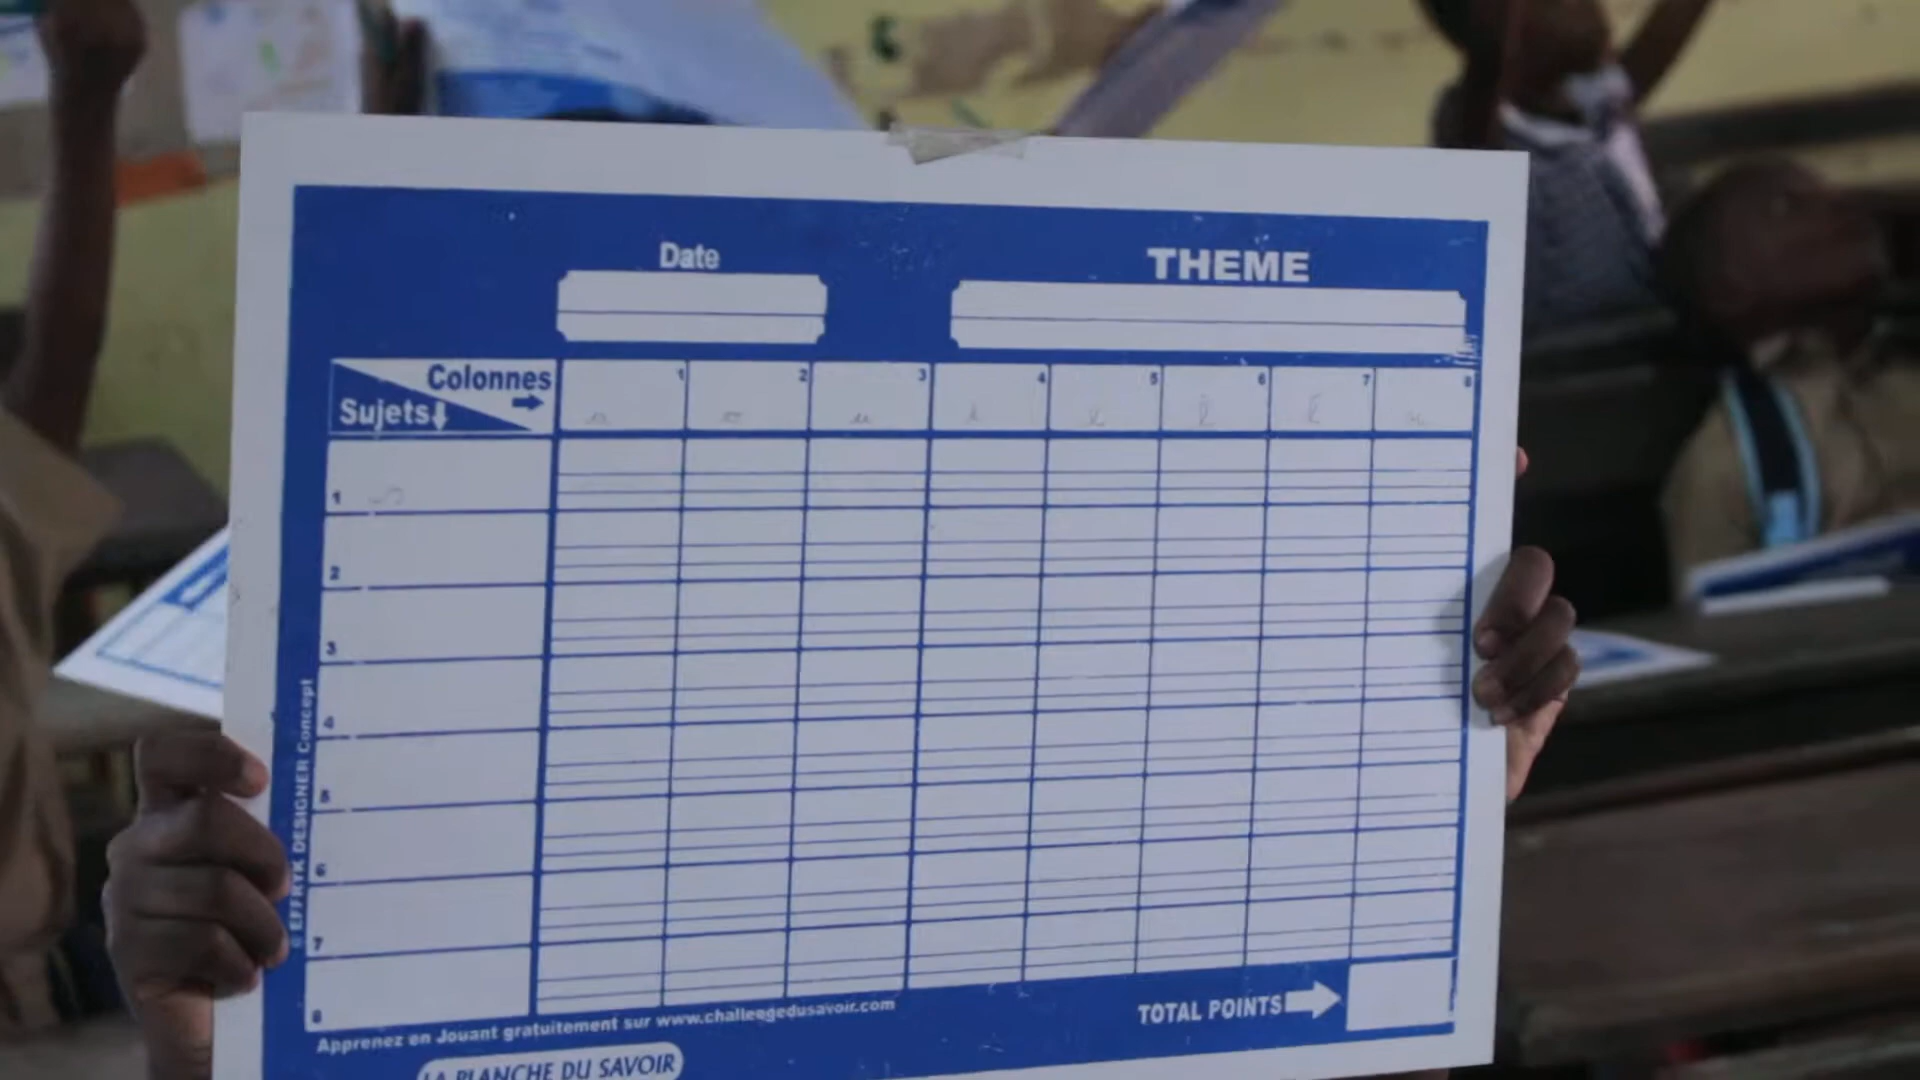 Date
THEME
Colonnes
Sujets
1 2 3 4 5 6 7 8
1
2
3
4
5
6
7
8
© EFFRYK DESIGNER Concept
TOTAL POINTS
Apprenez en Jouant gratuitement sur www.challengedusavoir.com
LA PLANCHE DU SAVOIR